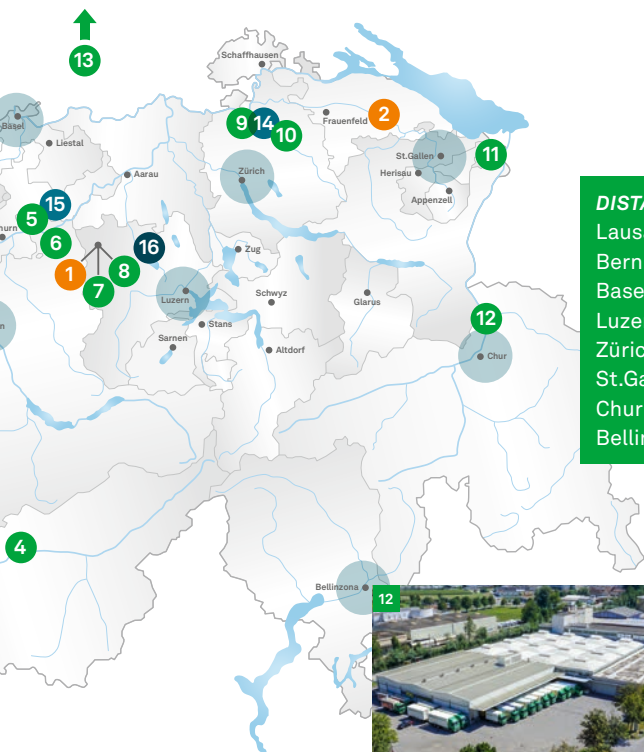 13
Schaffhausen
Basel
Liestal
9
14
10
Frauenfeld
2
11
St.Gallen
Herisau
Appenzell
Aarau
Zürich
15
5
6
1
7
8
16
Zug
Luzern
Schwyz
Stans
Sarnen
Altdorf
Glarus
12
Chur
4
Bellinzona
12